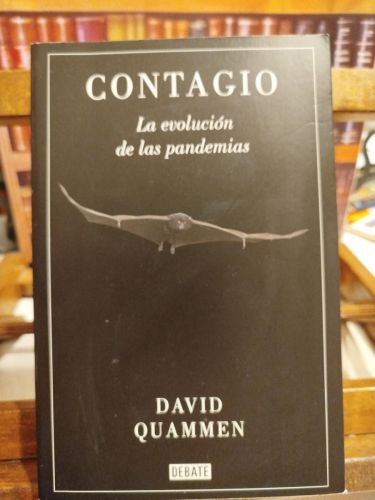 CONTAGIO
La evolución
de las pandemias
DAVID
QUAMMEN
DEBATE